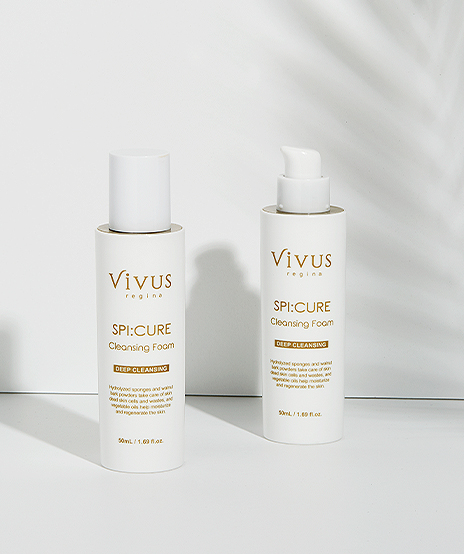 Vivus
regina
SPI:CURE
Cleansing Foam
DEEP CLEANSING
Hydrolyzed sponges and walnut
bark powders take care of skin
dead skin cells and wastes, and
vegetable oils help moisturize
and regenerate the skin.
50mL / 1.69 fl.oz.
Vivus
regina
SPI:CURE
Cleansing Foam
DEEP CLEANSING
Hydrolyzed sponges and walnut
bark powders take care of skin
dead skin cells and wastes, and
vegetable oils help moisturize
and regenerate the skin.
50mL / 1.69 fl.oz.